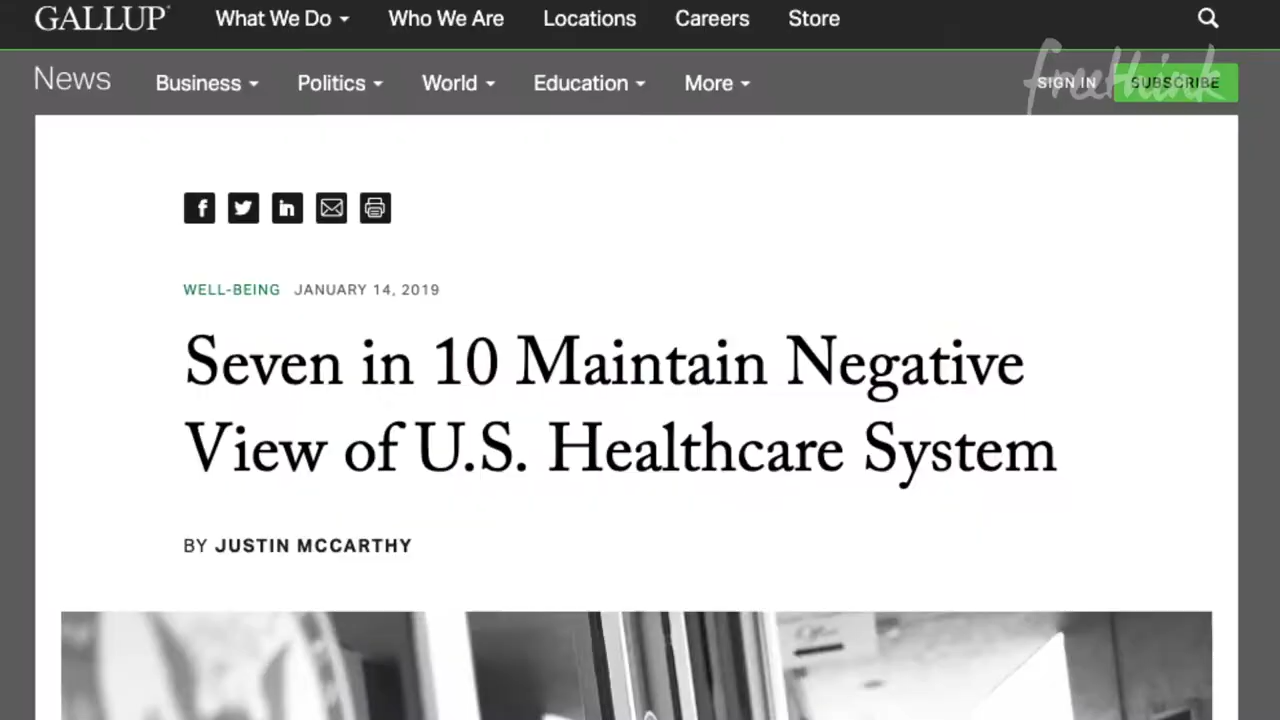 GALLUP
What We Do
Who We Are
Locations
Careers
Store
News
Business
Politics
World
Education
More
SIGN IN
SUBSCRIBE
freethink
WELL-BEING JANUARY 14, 2019
Seven in 10 Maintain Negative
View of U.S. Healthcare System
BY JUSTIN MCCARTHY